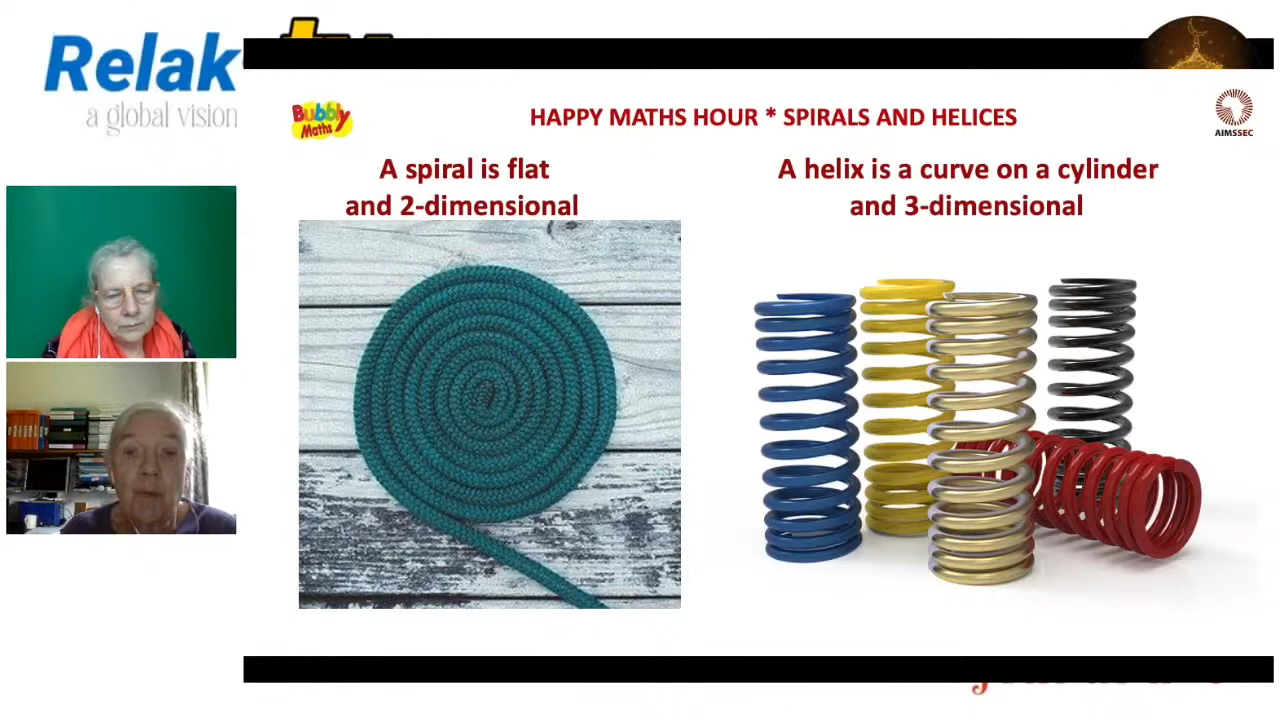 Relak
a global vision
Bubbly
Maths
HAPPY MATHS HOUR * SPIRALS AND HELICES
AIMSSEC
A spiral is flat
and 2-dimensional
A helix is a curve on a cylinder
and 3-dimensional